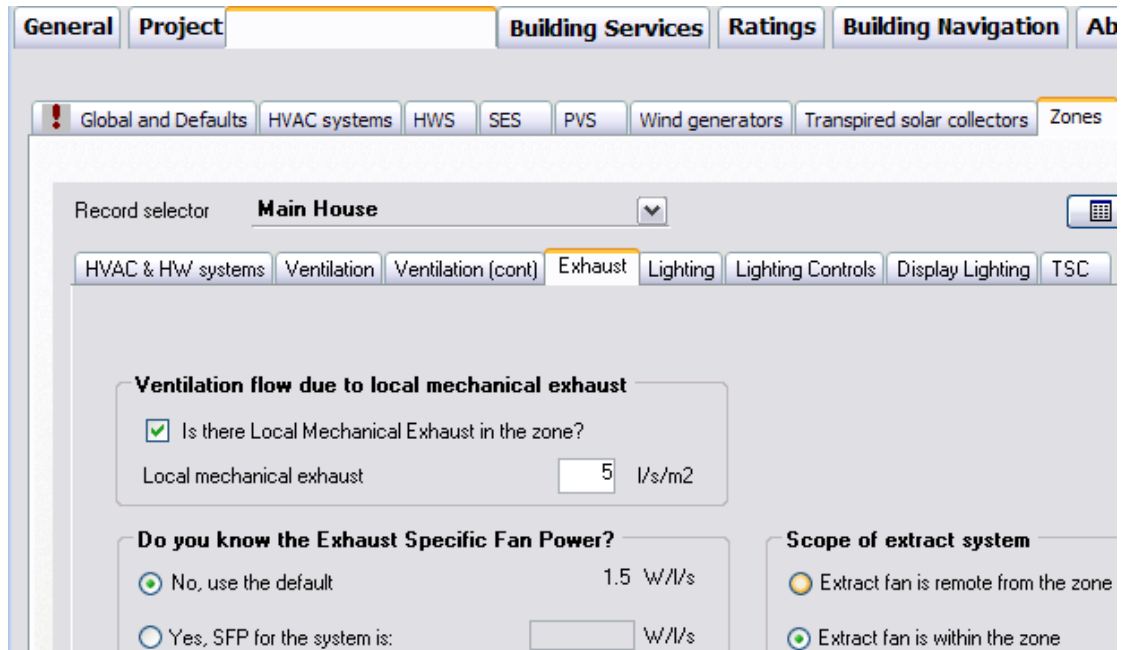 General Project Building Services Ratings Building Navigation Ab
! Global and Defaults HVAC systems HWS SES PVS Wind generators Transpired solar collectors Zones
Record selector Main House
HVAC & HW systems Ventilation Ventilation (cont) Exhaust Lighting Lighting Controls Display Lighting TSC
Ventilation flow due to local mechanical exhaust
Is there Local Mechanical Exhaust in the zone?
Local mechanical exhaust 5 l/s/m2
Do you know the Exhaust Specific Fan Power? Scope of extract system
No, use the default 1.5 W/l/s Extract fan is remote from the zone
Yes, SFP for the system is: W/l/s Extract fan is within the zone